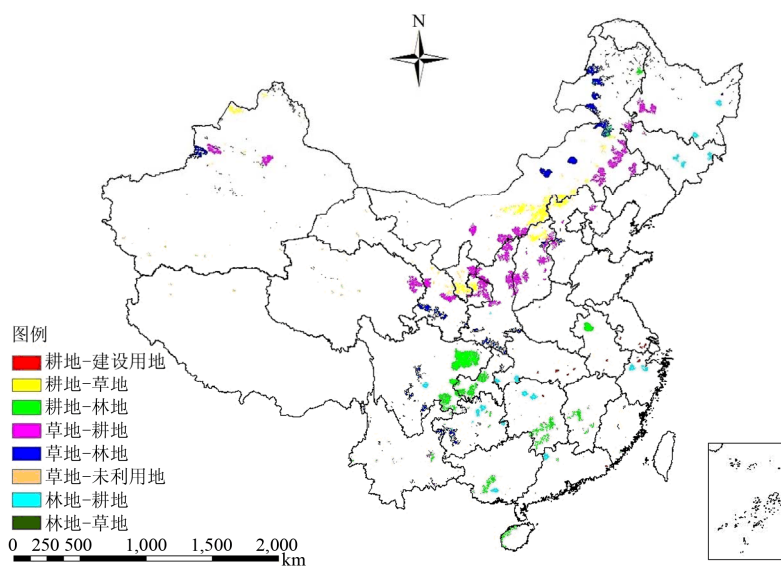 N
图例
耕地-建设用地
耕地-草地
耕地-林地
草地-耕地
草地-林地
草地-未利用地
林地-耕地
林地-草地
0 250 500 1,000 1,500 2,000
km